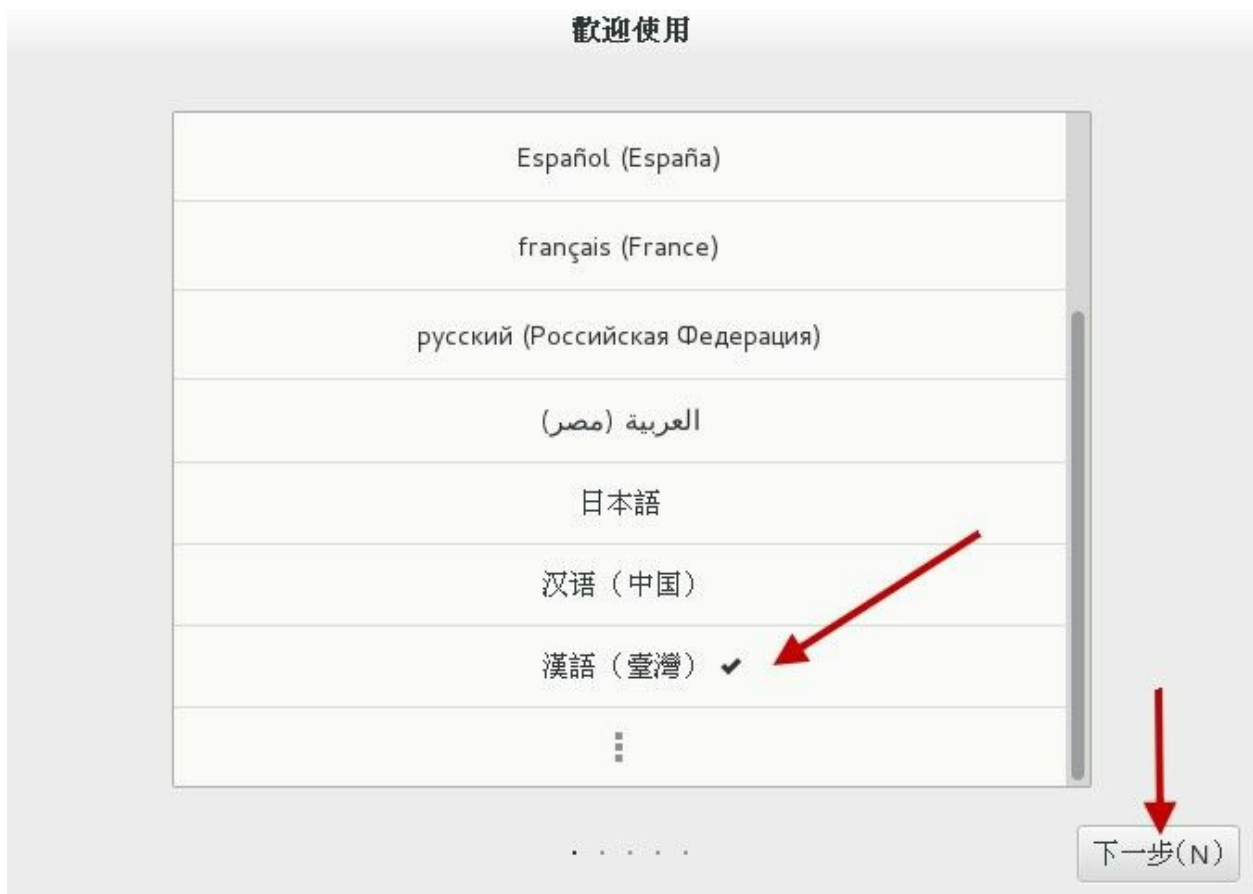 歡迎使用
Español (España)
français (France)
русский (Российская Федерация)
العربية (مصر)
日本語
汉语（中国）
漢語（臺灣）
下一步(N)